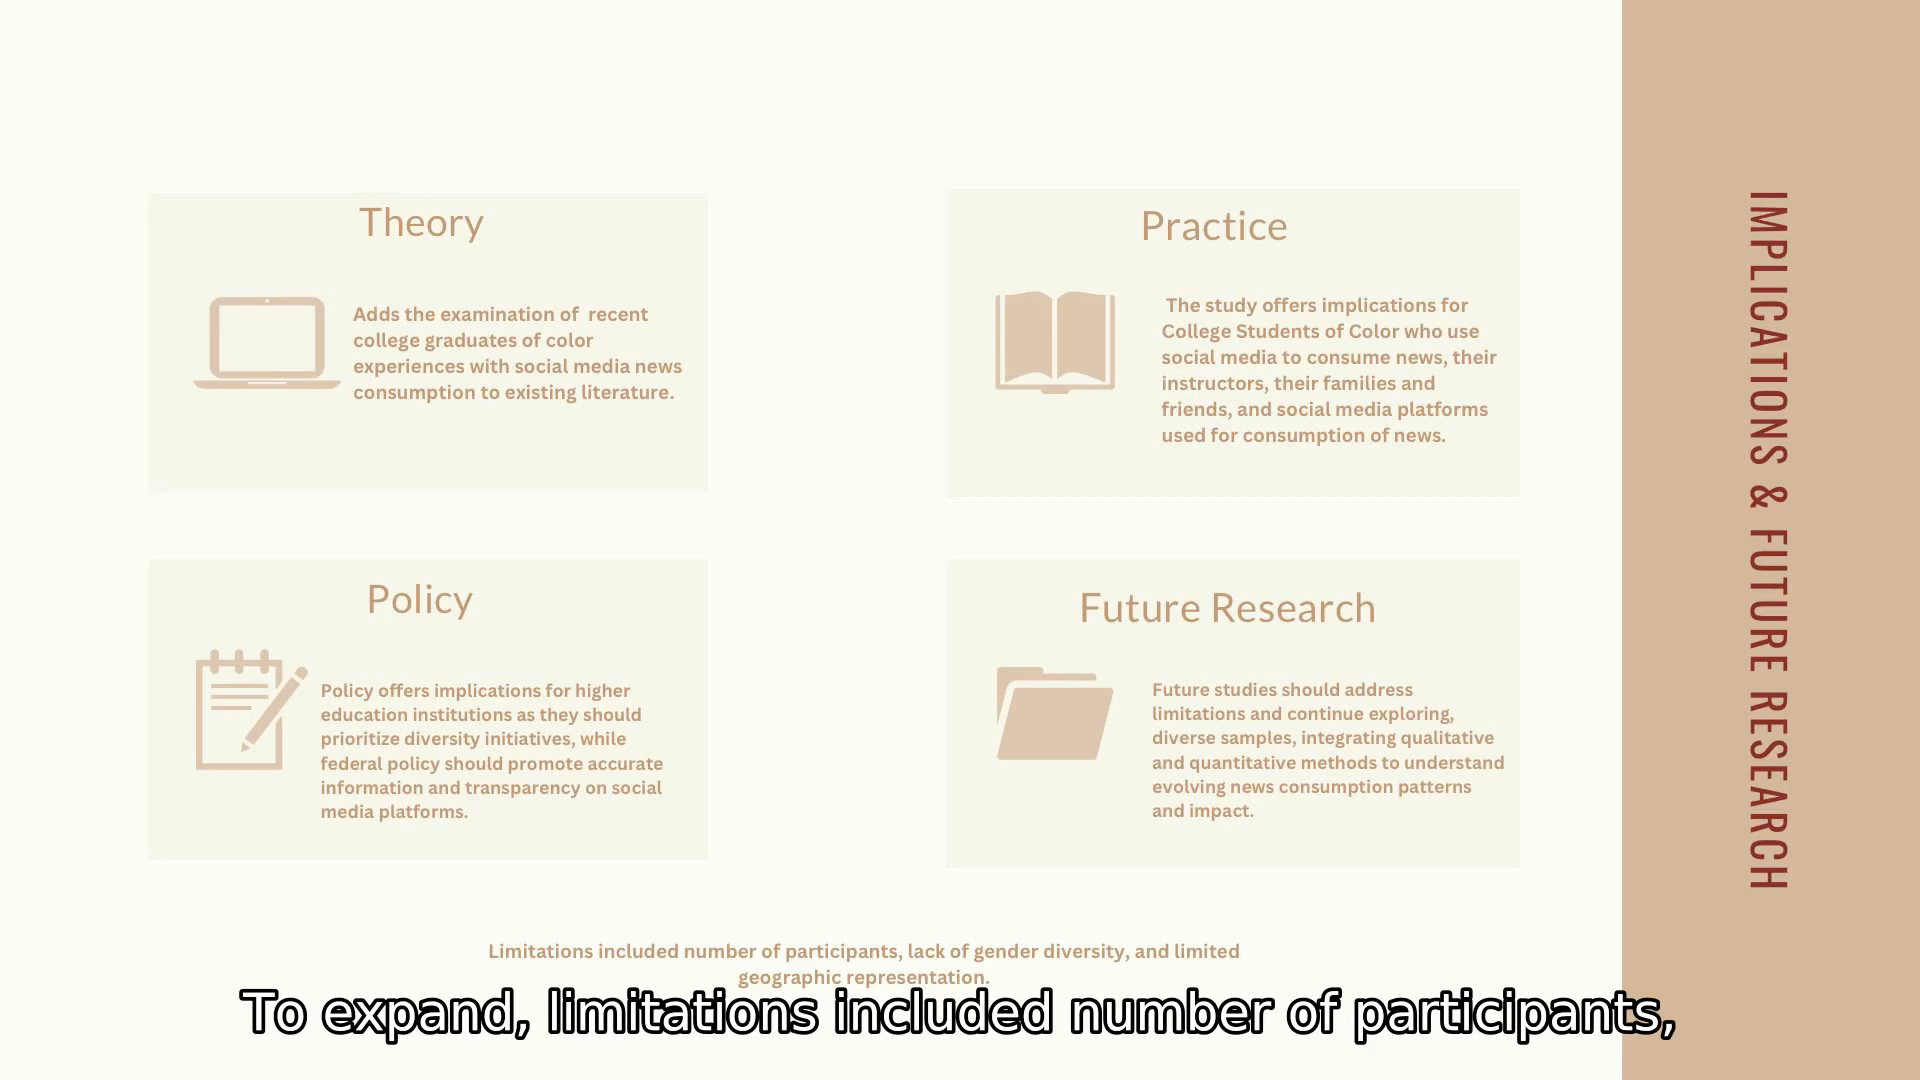 Theory
Adds the examination of  recent
college graduates of color
experiences with social media news
consumption to existing literature.
Practice
The study offers implications for
College Students of Color who use
social media to consume news, their
instructors, their families and
friends, and social media platforms
used for consumption of news.
Policy
Policy offers implications for higher
education institutions as they should
prioritize diversity initiatives, while
federal policy should promote accurate
information and transparency on social
media platforms.
Future Research
Future studies should address
limitations and continue exploring,
diverse samples, integrating qualitative
and quantitative methods to understand
evolving news consumption patterns
and impact.
Limitations included number of participants, lack of gender diversity, and limited
geographic representation.
To expand, limitations included number of participants,
IMPLICATIONS & FUTURE RESEARCH